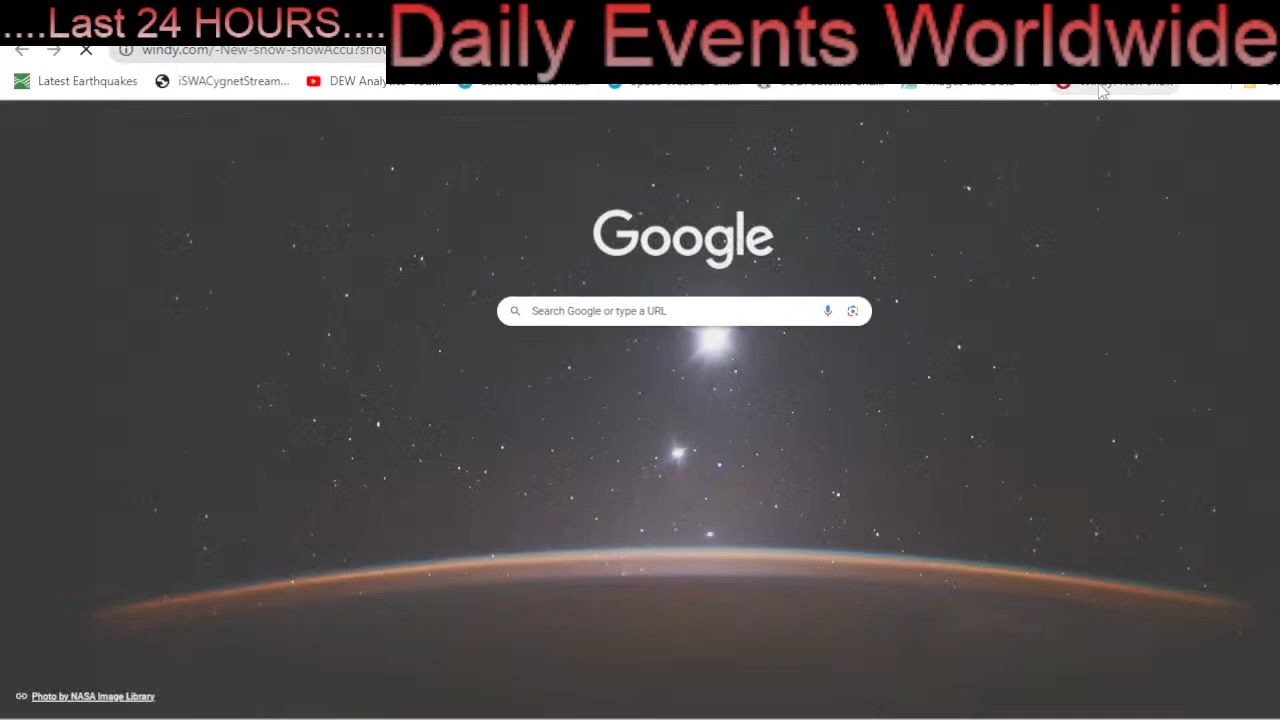 ....Last 24 HOURS....
Daily Events Worldwide
windy.com/-New-snow-snowAccu?snow
Latest Earthquakes
iSWACygnetStream...
DEW Analy
Google
Search Google or type a URL
Photo by NASA Image Library